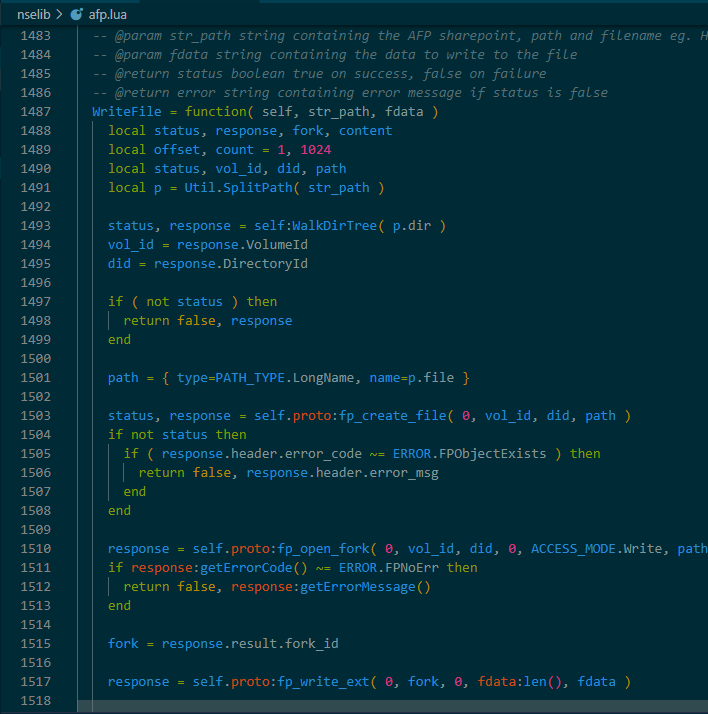 nselib > afp.lua
1483 -- @param str_path string containing the AFP sharepoint, path and filename eg. H
1484 -- @param fdata string containing the data to write to the file
1485 -- @return status boolean true on success, false on failure
1486 -- @return error string containing error message if status is false
1487 WriteFile = function( self, str_path, fdata )
1488 local status, response, fork, content
1489 local offset, count = 1, 1024
1490 local status, vol_id, did, path
1491 local p = Util.SplitPath( str_path )
1492
1493 status, response = self:WalkDirTree( p.dir )
1494 vol_id = response.VolumeId
1495 did = response.DirectoryId
1496
1497 if ( not status ) then
1498 return false, response
1499 end
1500
1501 path = { type=PATH_TYPE.LongName, name=p.file }
1502
1503 status, response = self.proto:fp_create_file( 0, vol_id, did, path )
1504 if not status then
1505 if ( response.header.error_code ~= ERROR.FPObjectExists ) then
1506 return false, response.header.error_msg
1507 end
1508 end
1509
1510 response = self.proto:fp_open_fork( 0, vol_id, did, 0, ACCESS_MODE.Write, path
1511 if response:getErrorCode() ~= ERROR.FPNoErr then
1512 return false, response:getErrorMessage()
1513 end
1514
1515 fork = response.result.fork_id
1516
1517 response = self.proto:fp_write_ext( 0, fork, 0, fdata:len(), fdata )
1518